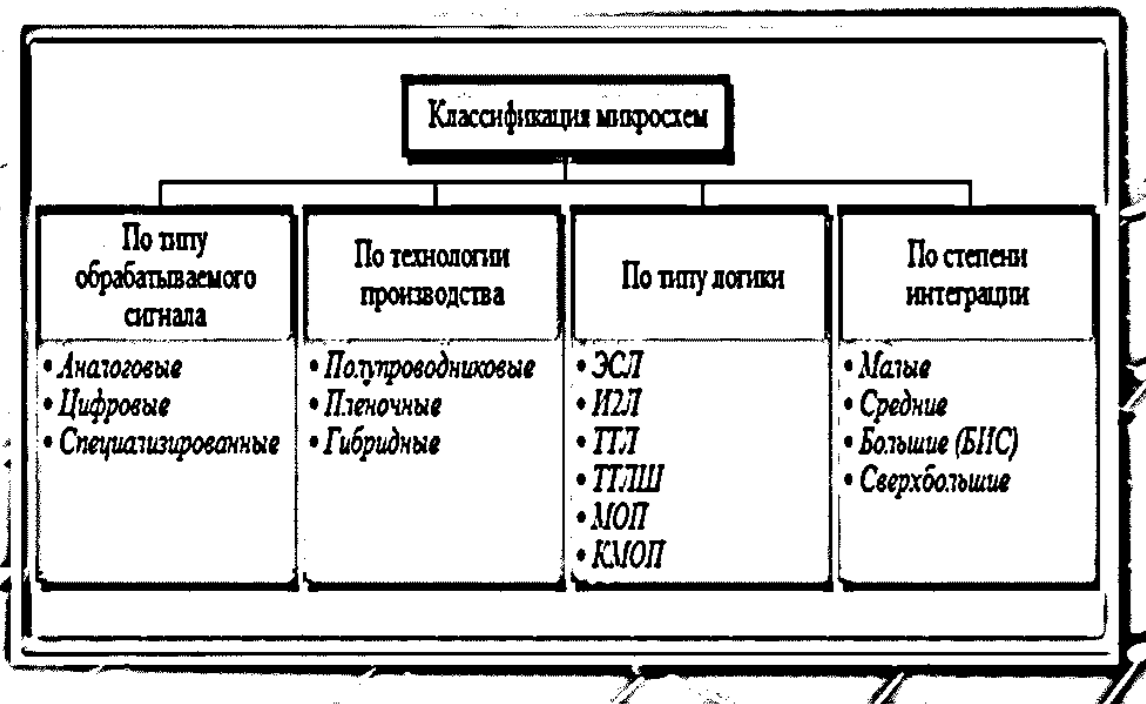 Классификация микросхем
По типу
обрабатываемого
сигнала
• Аналоговые
• Цифровые
• Специализированные
По технологии
производства
• Полупроводниковые
• Пленочные
• Гибридные
По типу логики
• ЭСЛ
• И2Л
• ТТЛ
• ТТЛШ
• МОП
• КМОП
По степени
интеграции
• Малые
• Средние
• Большие (БИС)
• Сверхбольшие